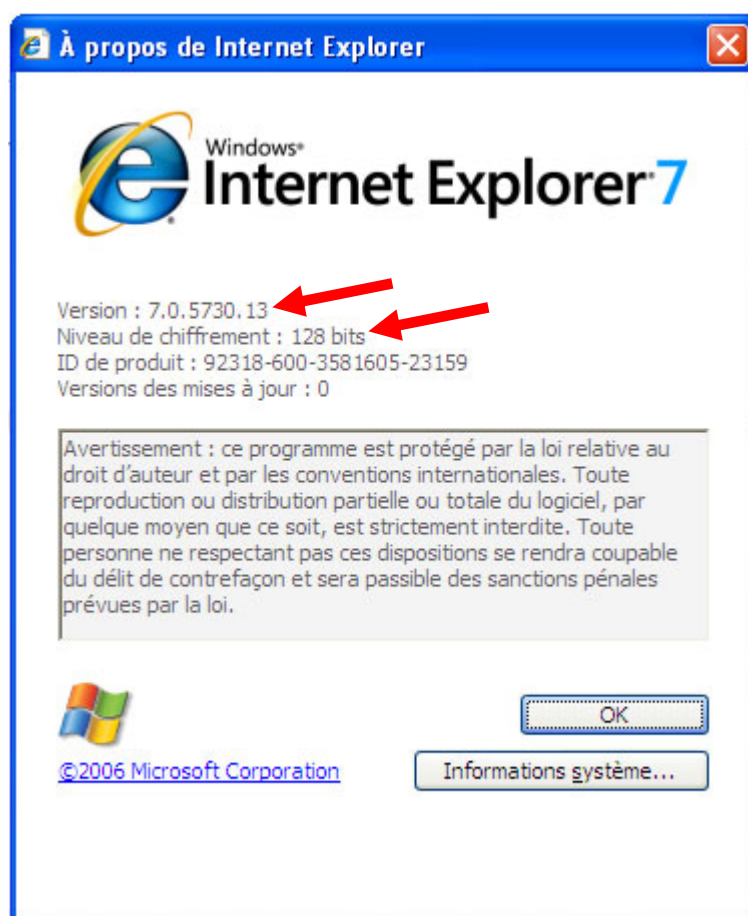 À propos de Internet Explorer
Windows®
Internet Explorer 7
Version : 7.0.5730.13
Niveau de chiffrement : 128 bits
ID de produit : 92318-600-3581605-23159
Versions des mises à jour : 0
Avertissement : ce programme est protégé par la loi relative au
droit d'auteur et par les conventions internationales. Toute
reproduction ou distribution partielle ou totale du logiciel, par
quelque moyen que ce soit, est strictement interdite. Toute
personne ne respectant pas ces dispositions se rendra coupable
du délit de contrefaçon et sera passible des sanctions pénales
prévues par la loi.
OK
©2006 Microsoft Corporation
Informations système...